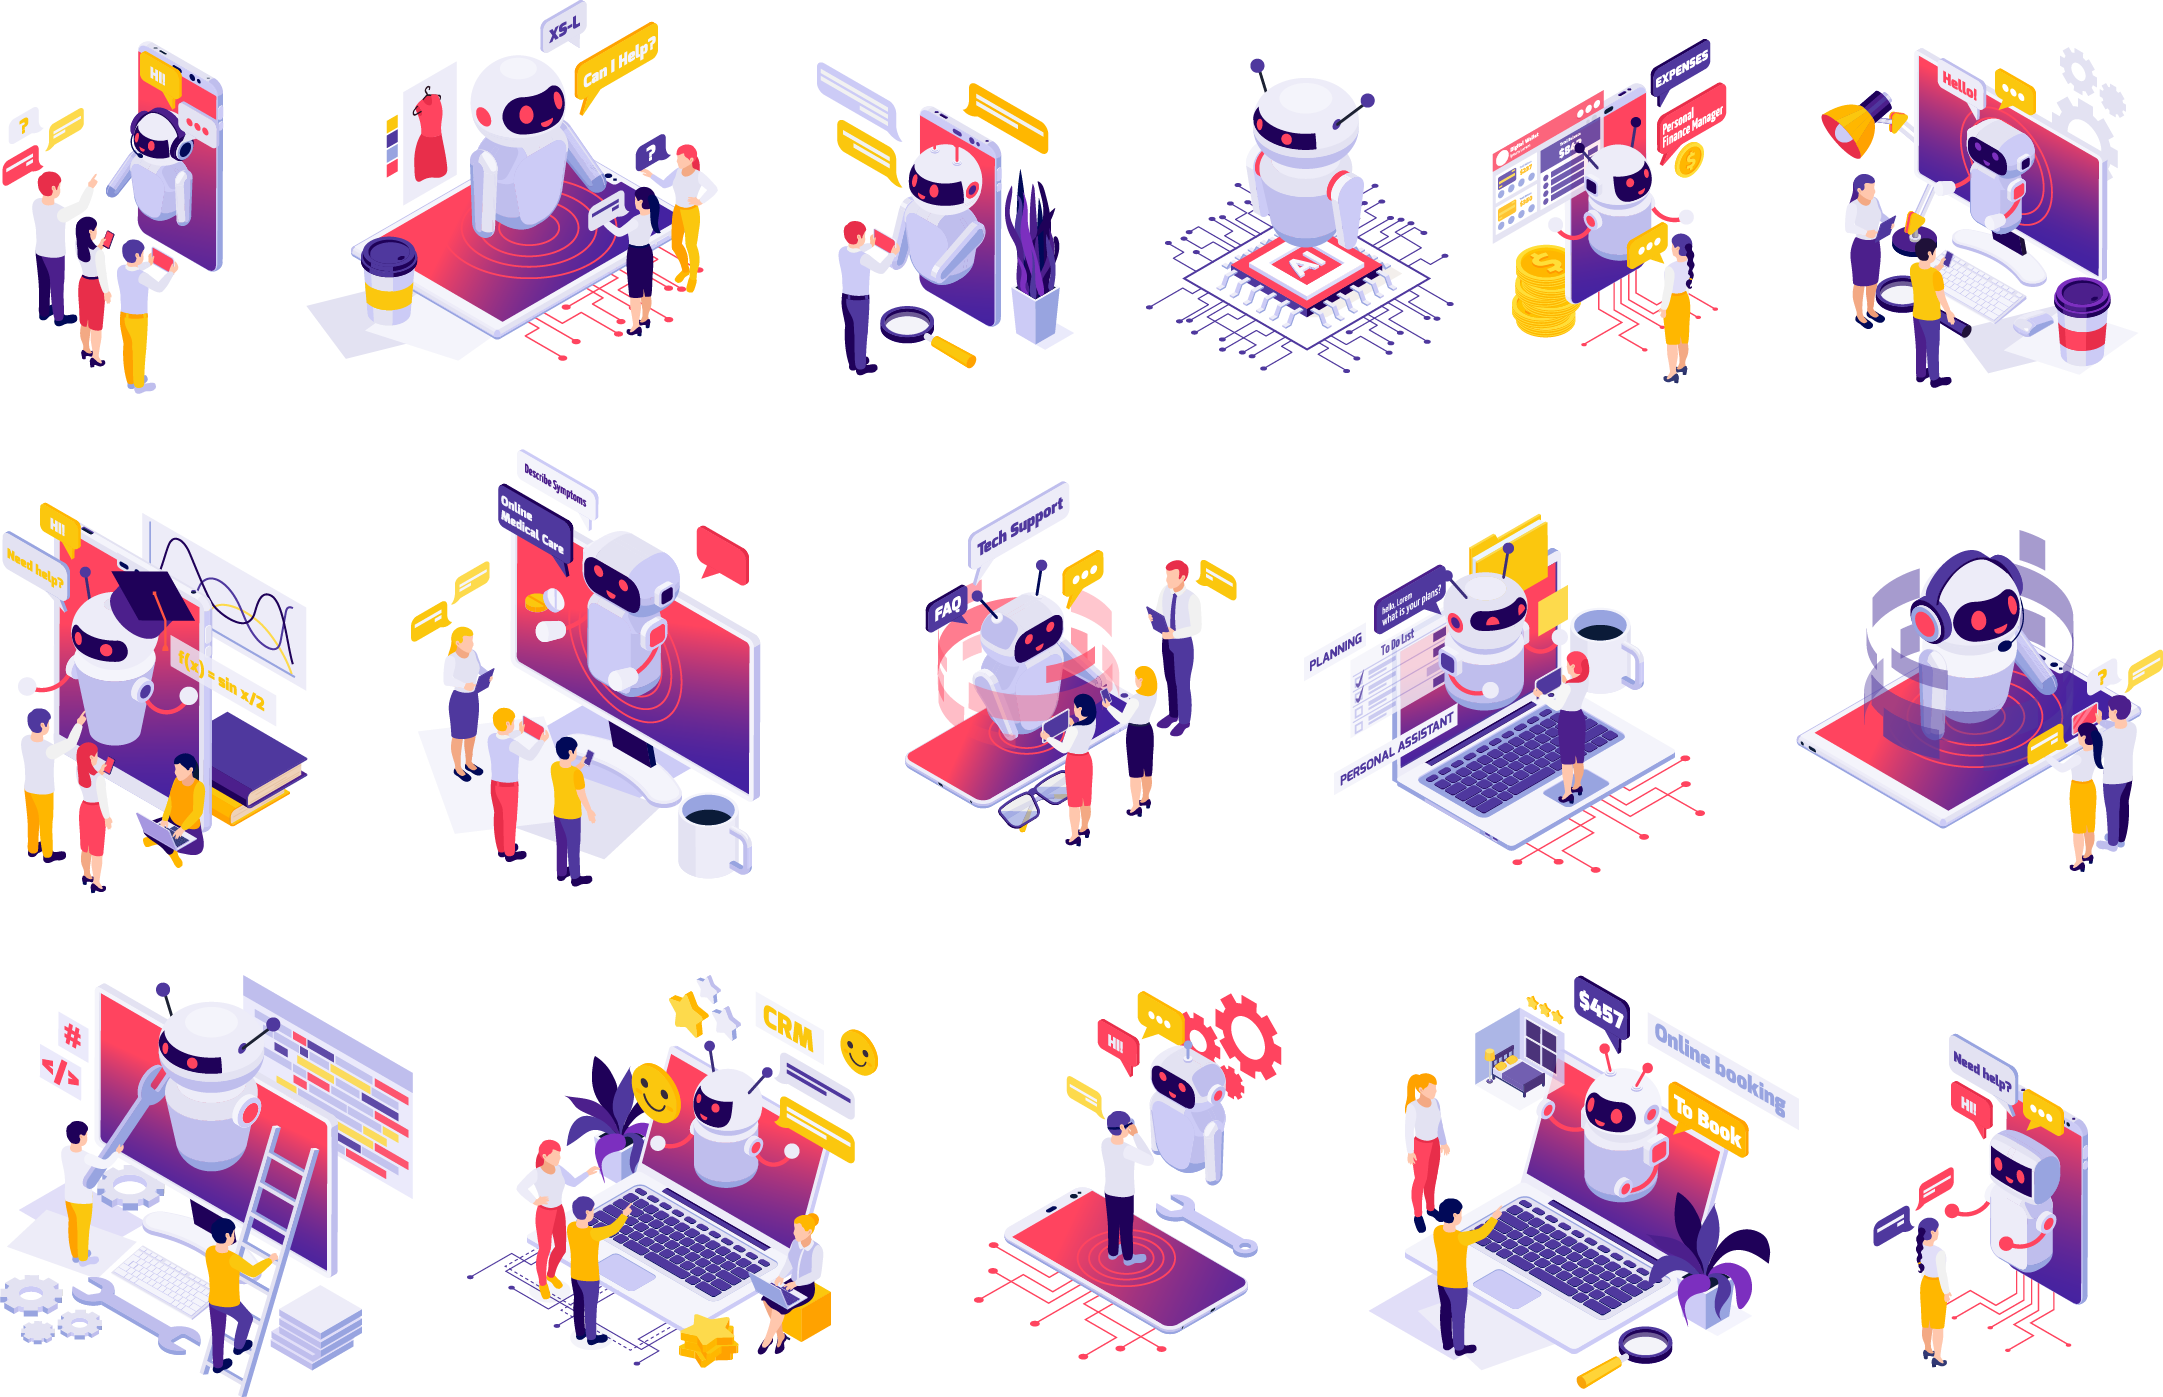 HI!
?
XS-L
Can I Help?
?
AI
EXPENSES
Personal
Finance Manager
$
$
Hello!
HI!
Need help?
f(x) = sin x/2
Describe Symptoms
Online
Medical Care
Tech Support
FAQ
hello, Lorem
what is your plans?
PLANNING
To Do List
PERSONAL ASSISTANT
?
#
</>
CRM
HI!
$457
Online booking
To Book
Need help?
HI!